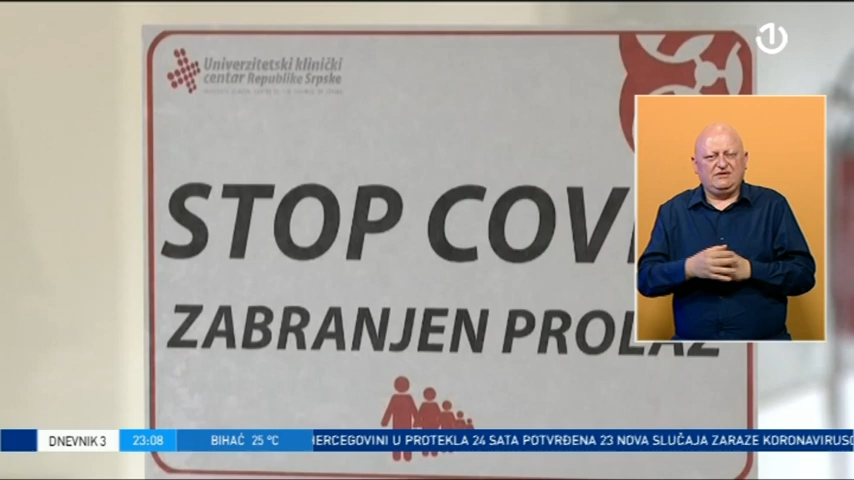 Univerzitetski klinički
centar Republike Srpske
STOP COVI
ZABRANJEN PROLAZ
DNEVNIK 3
23:08
BIHAĆ 25 °C
HERCEGOVINI U PROTEKLA 24 SATA POTVRĐENA 23 NOVA SLUČAJA ZARAZE KORONAVIRUSO